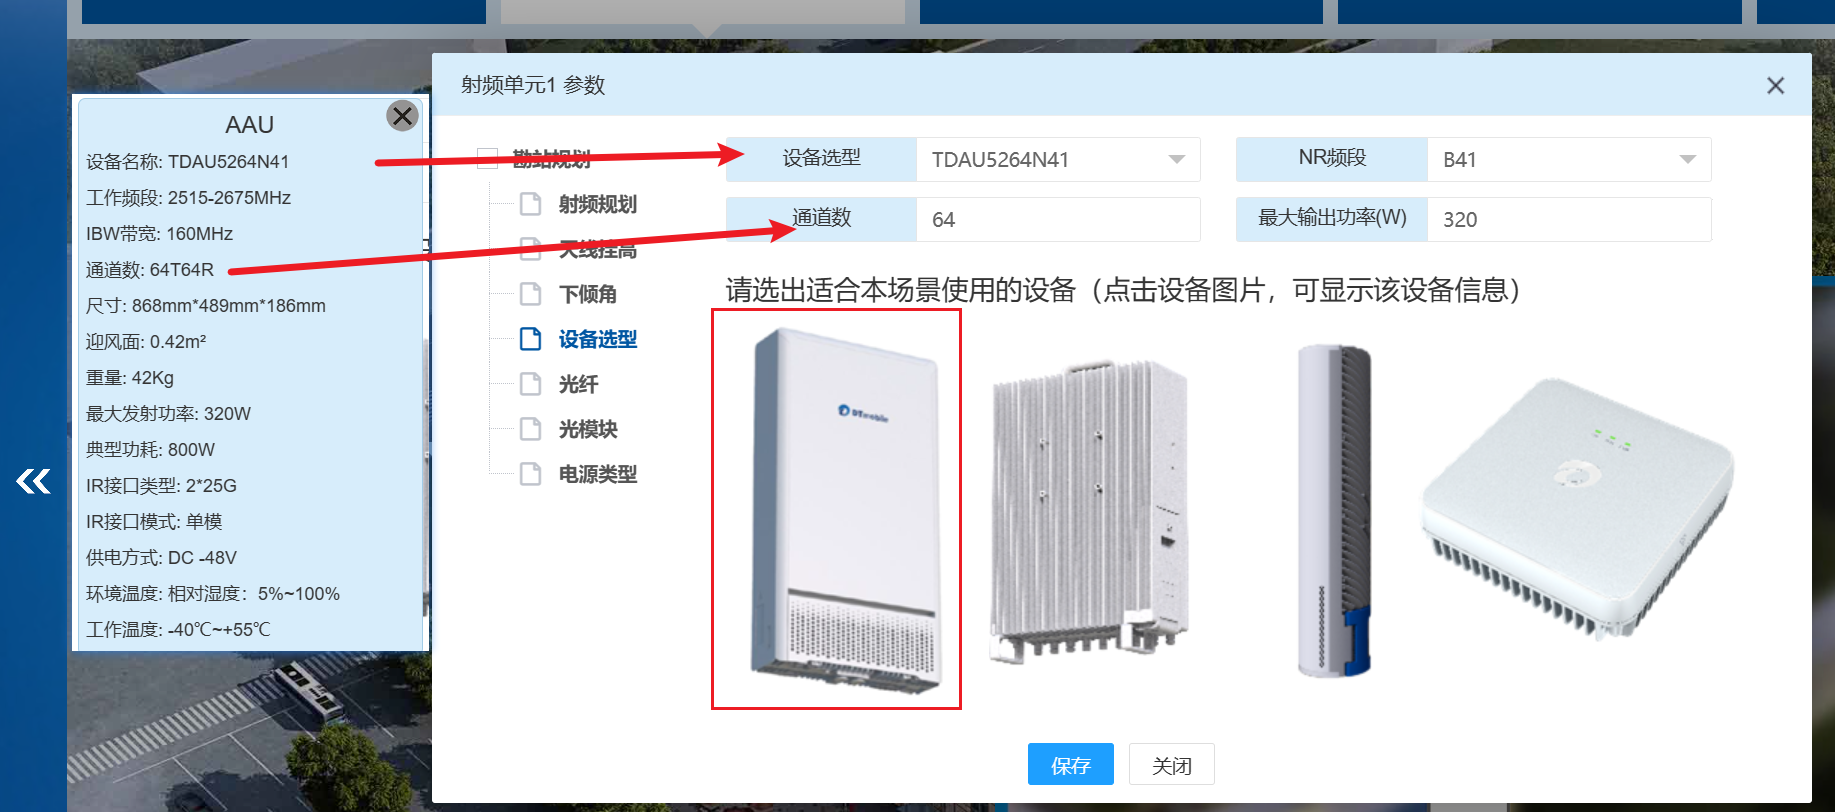 AAU
设备名称: TDAU5264N41
工作频段: 2515-2675MHz
IBW带宽: 160MHz
通道数: 64T64R
尺寸: 868mm*489mm*186mm
迎风面: 0.42m²
重量: 42Kg
最大发射功率: 320W
典型功耗: 800W
IR接口类型: 2*25G
IR接口模式: 单模
供电方式: DC -48V
环境温度: 相对湿度：5%~100%
工作温度: -40℃~+55℃
射频单元1 参数
勘站规划
射频规划
天线挂高
下倾角
设备选型
光纤
光模块
电源类型
设备选型 TDAU5264N41 NR频段 B41
通道数 64 最大输出功率(W) 320
请选出适合本场景使用的设备（点击设备图片，可显示该设备信息）
DTmobile
保存 关闭